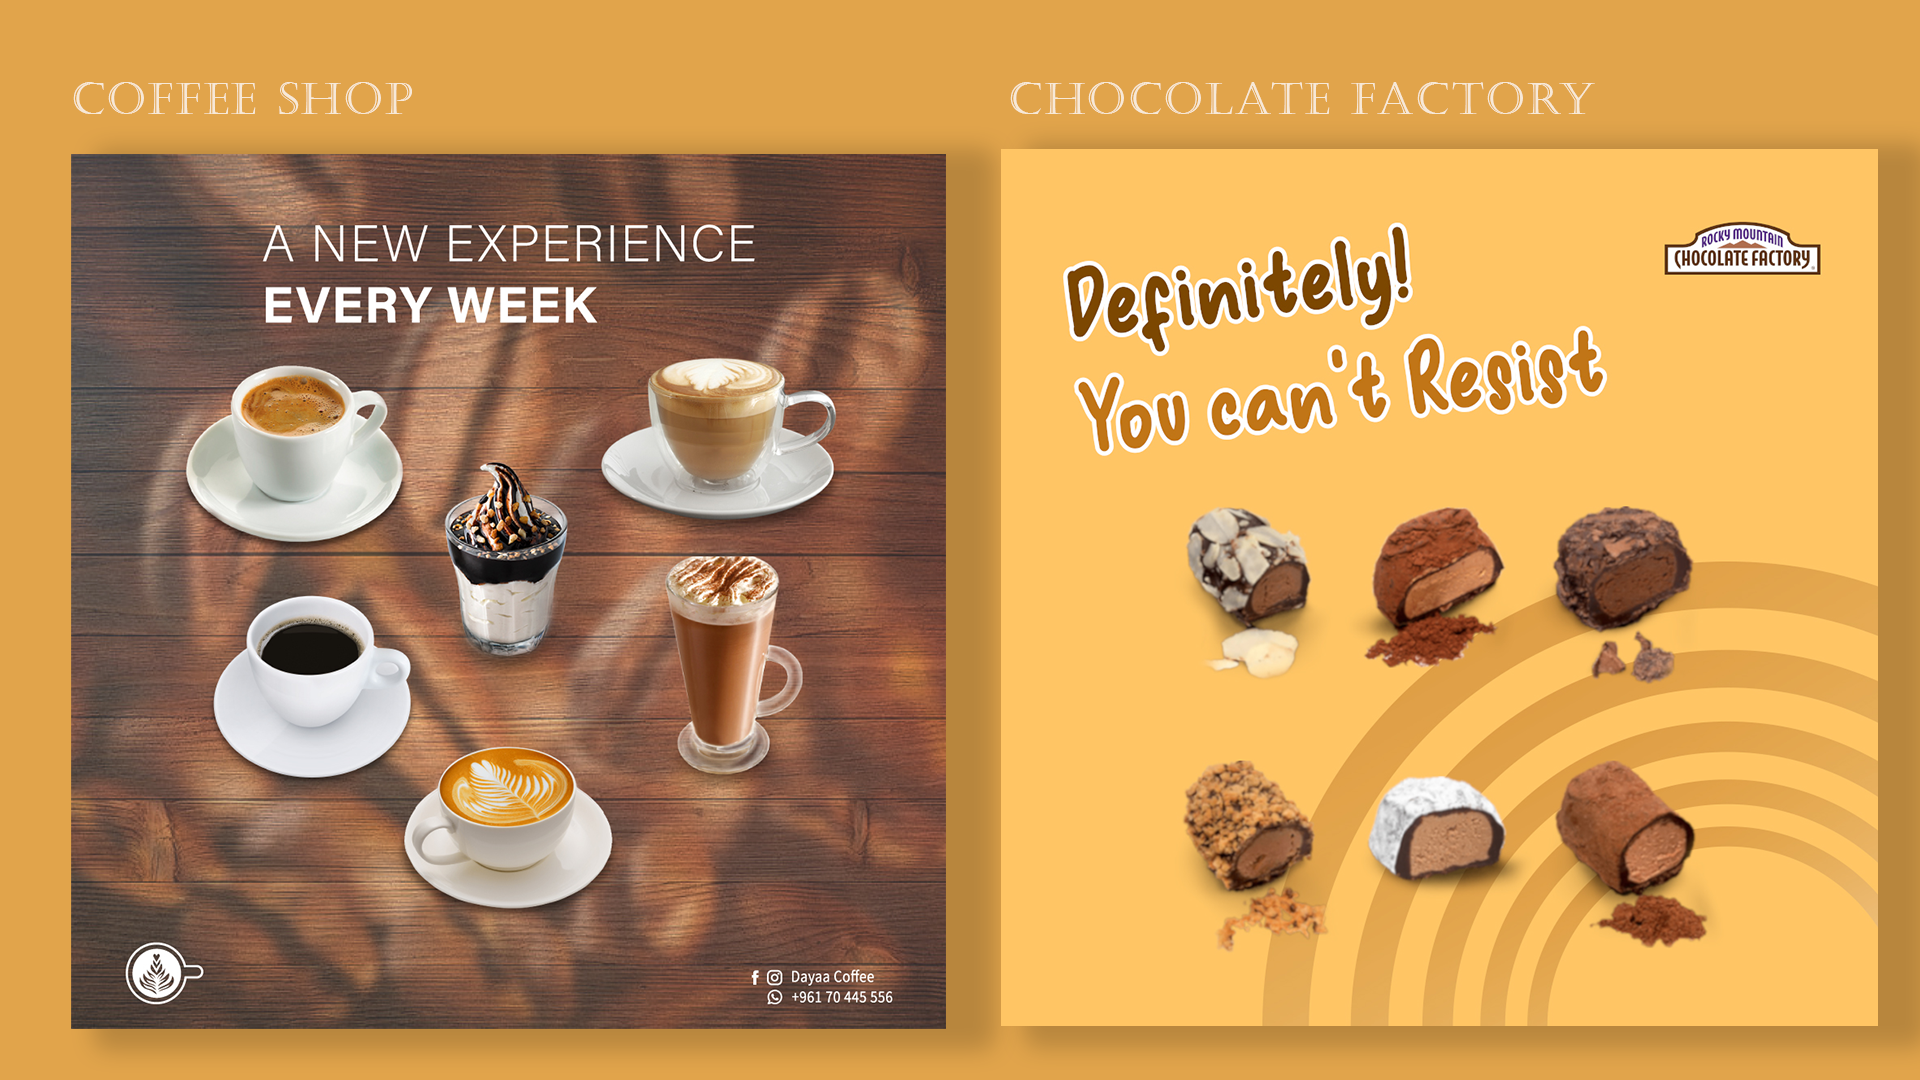 COFFEE SHOP
A NEW EXPERIENCE
EVERY WEEK
Dayaa Coffee
+961 70 445 556
CHOCOLATE FACTORY
ROCKY MOUNTAIN
CHOCOLATE FACTORY
Definitely!
You can't Resist